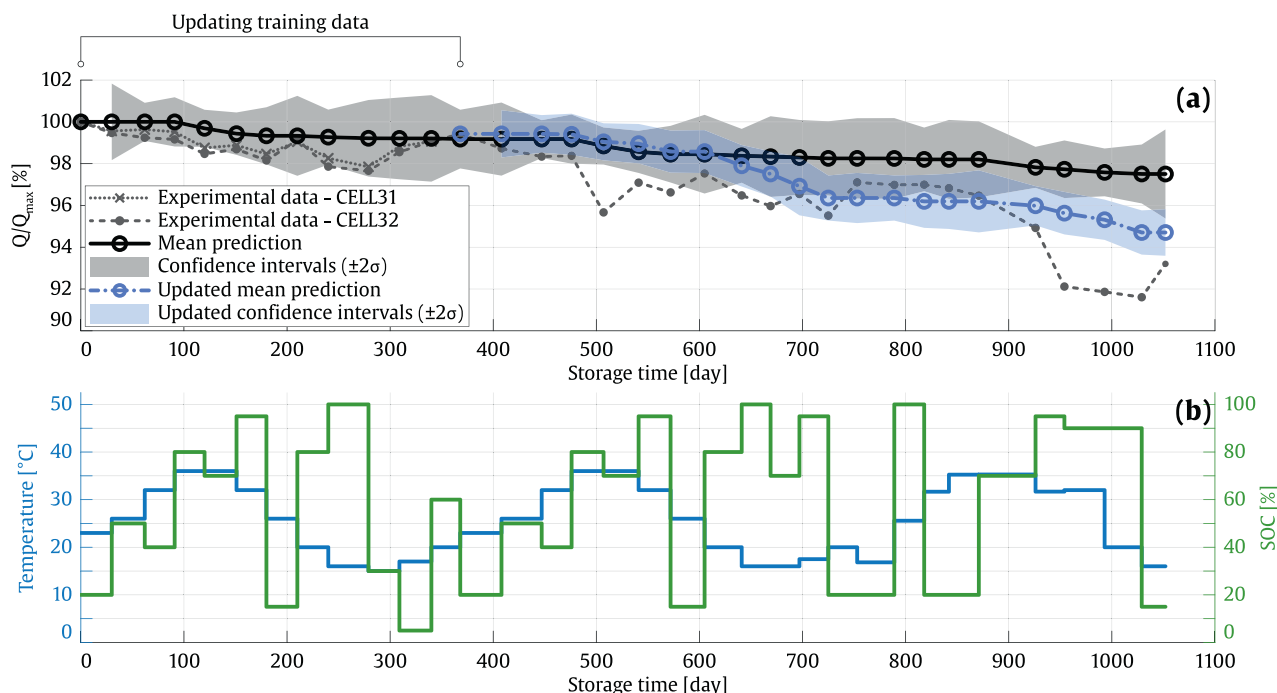 Updating training data
(a)
102
100
98
96
94
92
90
Q/Qmax [%]
Experimental data – CELL31
Experimental data – CELL32
Mean prediction
Confidence intervals (±2σ)
Updated mean prediction
Updated confidence intervals (±2σ)
0 100 200 300 400 500 600 700 800 900 1000 1100
Storage time [day]
(b)
50
40
30
20
10
0
Temperature [°C]
100
80
60
40
20
0
SOC [%]
0 100 200 300 400 500 600 700 800 900 1000 1100
Storage time [day]